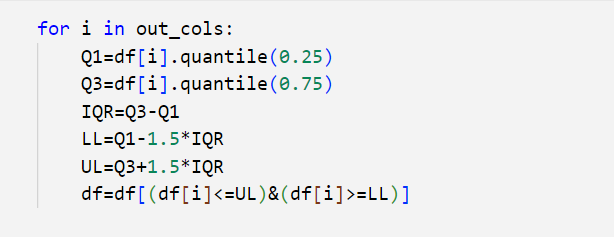 for i in out_cols:
    Q1=df[i].quantile(0.25)
    Q3=df[i].quantile(0.75)
    IQR=Q3-Q1
    LL=Q1-1.5*IQR
    UL=Q3+1.5*IQR
    df=df[(df[i]<=UL)&(df[i]>=LL)]